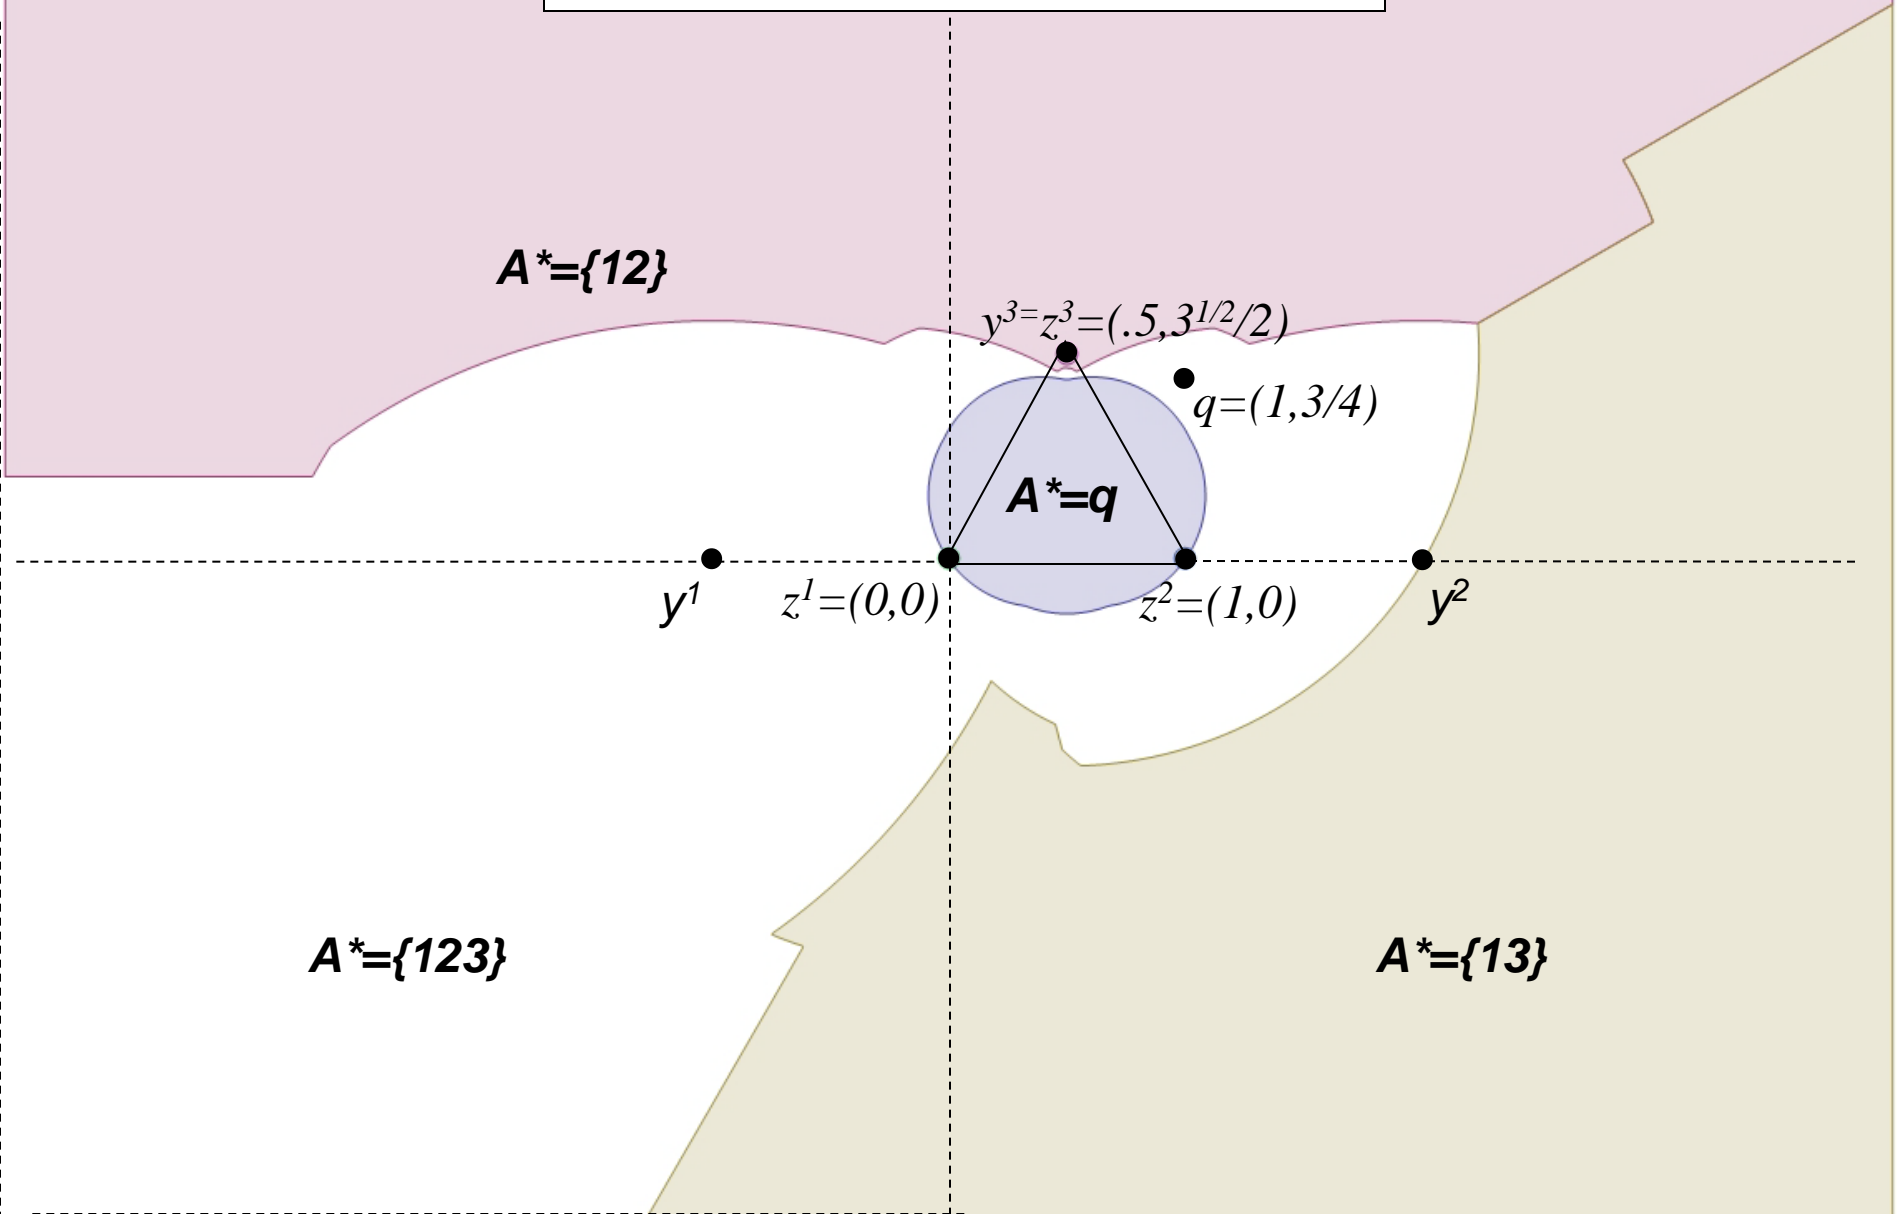 A*={12}
y³⁼z³=(.5,3^{1/2}/2)
q=(1,3/4)
A*=q
y¹
z¹=(0,0)
z²=(1,0)
y²
A*={123}
A*={13}